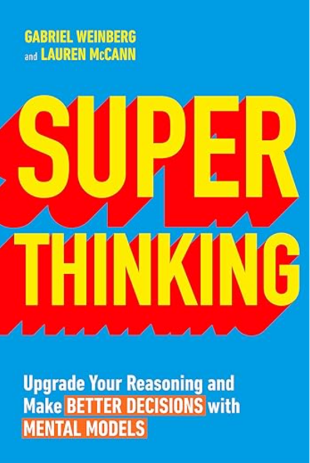 GABRIEL WEINBERG
and LAUREN McCANN
SUPER
THINKING
Upgrade Your Reasoning and
Make BETTER DECISIONS with
MENTAL MODELS